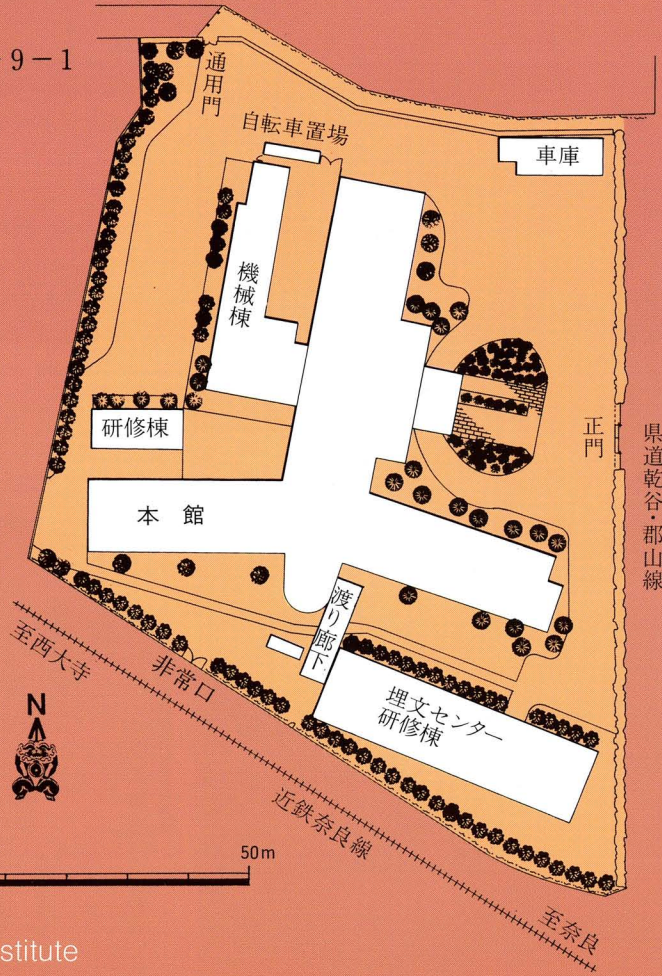 9-1
通用門
自転車置場
車庫
機械棟
研修棟
正門
県道乾谷・郡山線
本館
渡り廊下
至西大寺
非常口
埋文センター
研修棟
N
近鉄奈良線
50m
至奈良
stitute